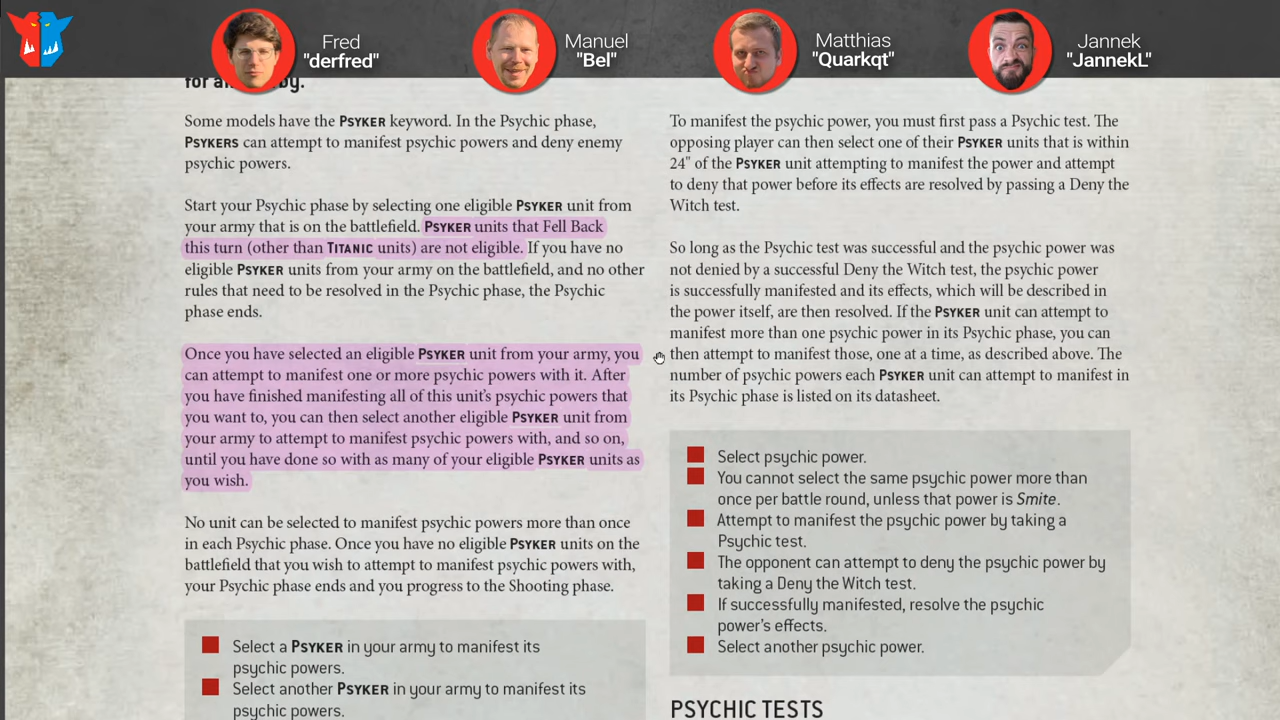 Fred
"derfred"
Manuel
"Bel"
Matthias
"Quarkqt"
Jannek
"JannekL"
Some models have the PSYKER keyword. In the Psychic phase,
PSYKERS can attempt to manifest psychic powers and deny enemy
psychic powers.
Start your Psychic phase by selecting one eligible PSYKER unit from
your army that is on the battlefield. PSYKER units that Fell Back
this turn (other than TITANIC units) are not eligible. If you have no
eligible PSYKER units from your army on the battlefield, and no other
rules that need to be resolved in the Psychic phase, the Psychic
phase ends.
Once you have selected an eligible PSYKER unit from your army, you
can attempt to manifest one or more psychic powers with it. After
you have finished manifesting all of this unit's psychic powers that
you want to, you can then select another eligible PSYKER unit from
your army to attempt to manifest psychic powers with, and so on,
until you have done so with as many of your eligible PSYKER units as
you wish.
No unit can be selected to manifest psychic powers more than once
in each Psychic phase. Once you have no eligible PSYKER units on the
battlefield that you wish to attempt to manifest psychic powers with,
your Psychic phase ends and you progress to the Shooting phase.
Select a PSYKER in your army to manifest its
psychic powers.
Select another PSYKER in your army to manifest its
psychic powers.
To manifest the psychic power, you must first pass a Psychic test. The
opposing player can then select one of their PSYKER units that is within
24" of the PSYKER unit attempting to manifest the power and attempt
to deny that power before its effects are resolved by passing a Deny the
Witch test.
So long as the Psychic test was successful and the psychic power was
not denied by a successful Deny the Witch test, the psychic power
is successfully manifested and its effects, which will be described in
the power itself, are then resolved. If the PSYKER unit can attempt to
manifest more than one psychic power in its Psychic phase, you can
then attempt to manifest those, one at a time, as described above. The
number of psychic powers each PSYKER unit can attempt to manifest in
its Psychic phase is listed on its datasheet.
Select psychic power.
You cannot select the same psychic power more than
once per battle round, unless that power is Smite.
Attempt to manifest the psychic power by taking a
Psychic test.
The opponent can attempt to deny the psychic power by
taking a Deny the Witch test.
If successfully manifested, resolve the psychic
power's effects.
Select another psychic power.
PSYCHIC TESTS